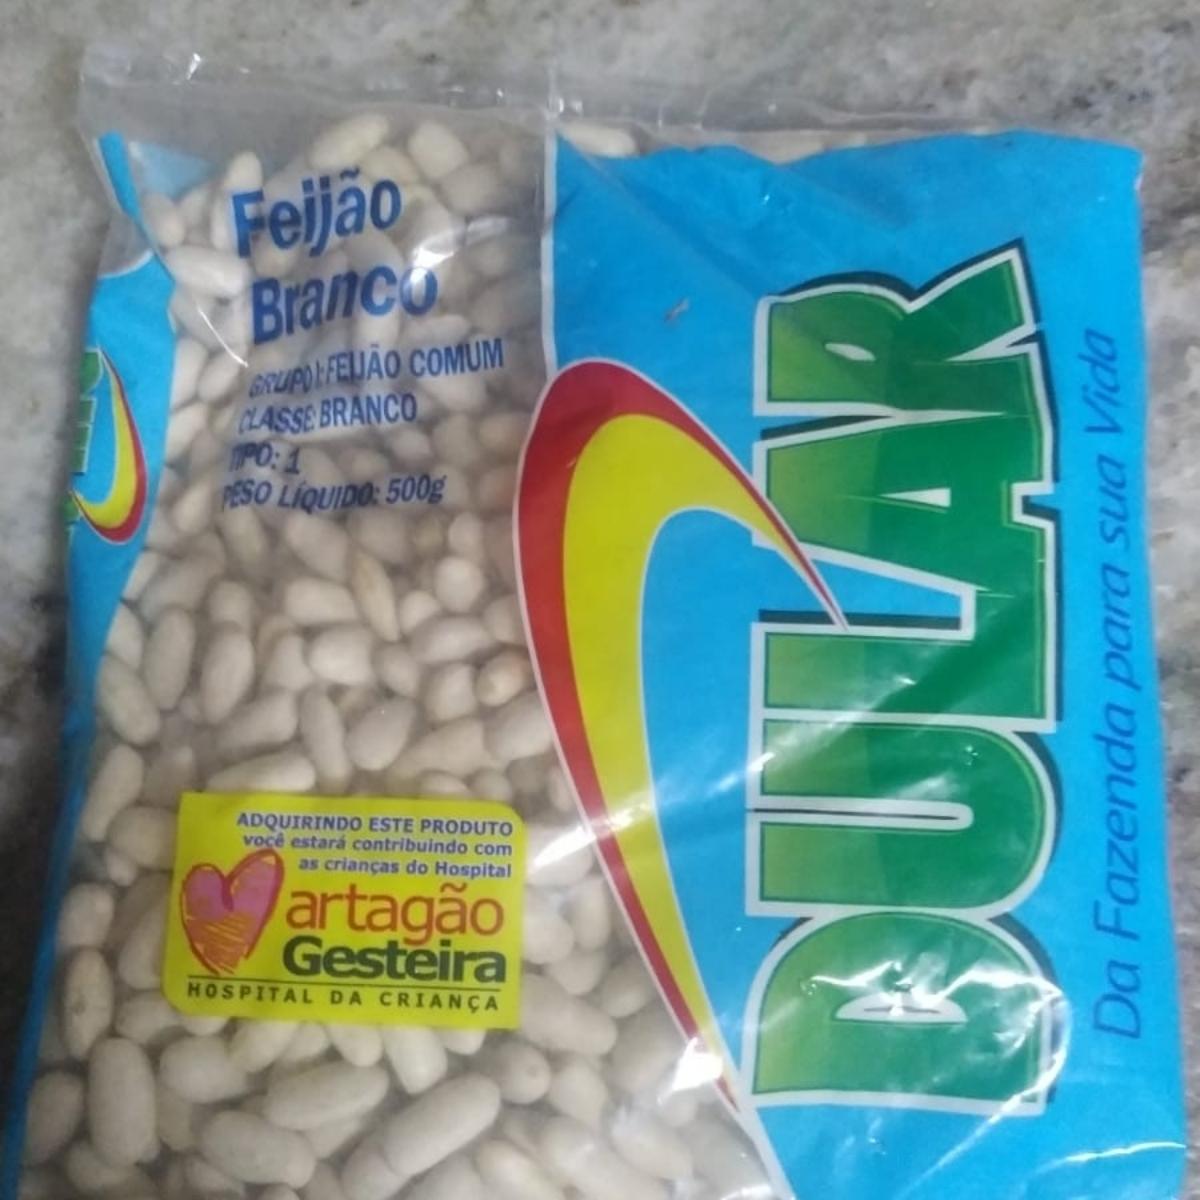 Feijão
Branco
GRUPO I: FEIJÃO COMUM
CLASSE: BRANCO
TIPO: 1
PESO LÍQUIDO: 500g
DULAR
Da Fazenda para sua Vida
ADQUIRINDO ESTE PRODUTO
você estará contribuindo com
as crianças do Hospital
artagão
Gesteira
HOSPITAL DA CRIANÇA